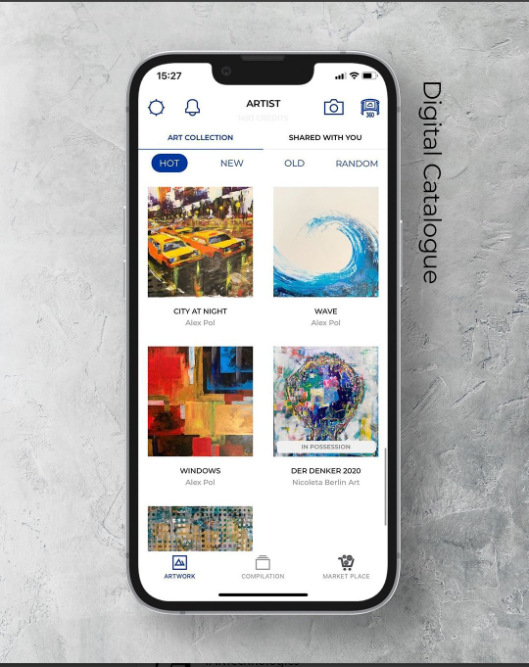 15:27
ARTIST
360
ART COLLECTION
SHARED WITH YOU
HOT
NEW
OLD
RANDOM
CITY AT NIGHT
Alex Pol
WAVE
Alex Pol
IN POSSESSION
WINDOWS
Alex Pol
DER DENKER 2020
Nicoleta Berlin Art
ARTWORK
COMPILATION
MARKET PLACE
Digital Catalogue